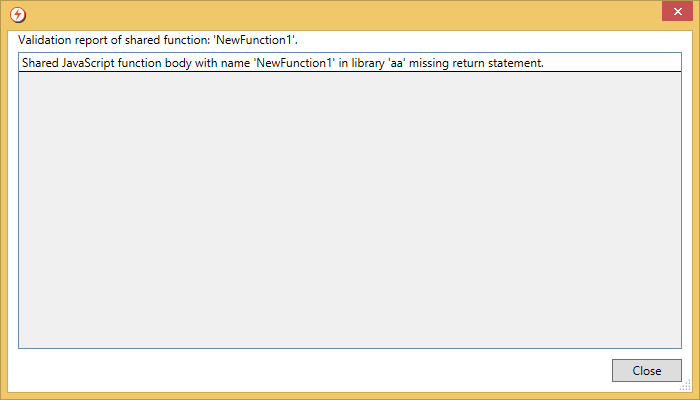 Validation report of shared function: 'NewFunction1'.
Shared JavaScript function body with name 'NewFunction1' in library 'aa' missing return statement.
Close